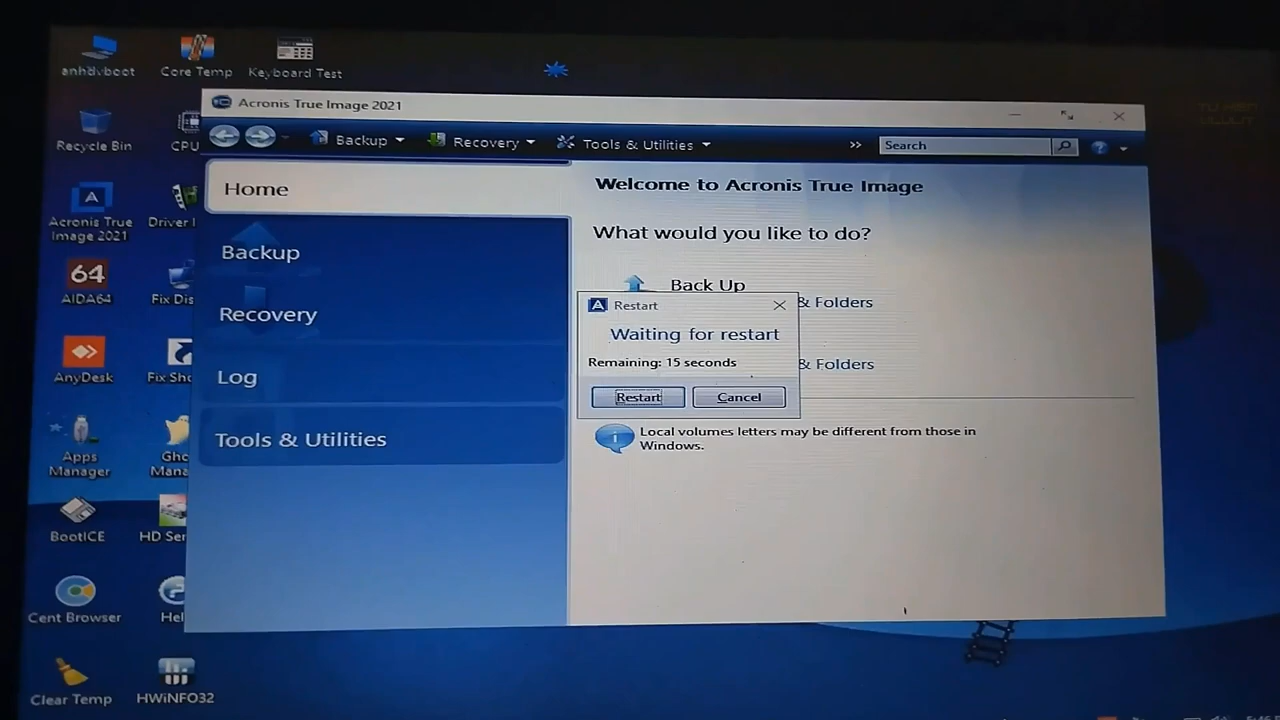 anhdvboot
Core Temp
Keyboard Test
Recycle Bin
CPU
Acronis True
Image 2021
Driver
AIDA64
64
Fix Dis
AnyDesk
Fix Sho
Apps
Manager
Gho
Mana
BootICE
HD Sen
Cent Browser
Hel
Clear Temp
HWiNFO32
Acronis True Image 2021
Backup
Recovery
Tools & Utilities
>>
Search
Home
Backup
Recovery
Log
Tools & Utilities
Welcome to Acronis True Image
What would you like to do?
Back Up
& Folders
& Folders
A Restart
Waiting for restart
Remaining: 15 seconds
Restart
Cancel
Local volumes letters may be different from those in
Windows.